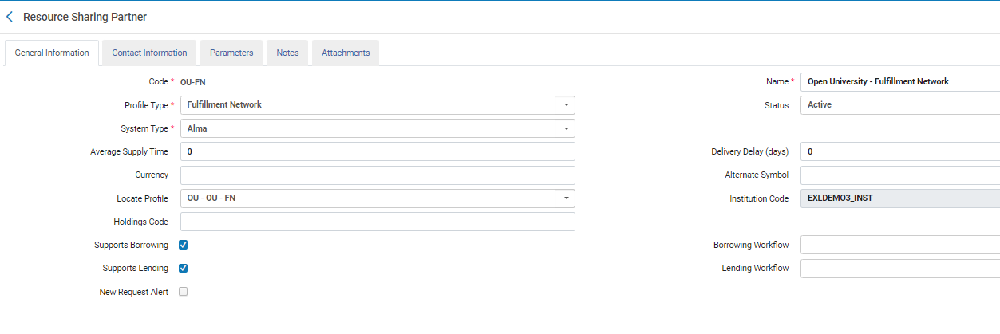 Resource Sharing Partner
General Information Contact Information Parameters Notes Attachments
Code * OU-FN Name * Open University - Fulfillment Network
Profile Type * Fulfillment Network Status Active
System Type * Alma
Average Supply Time 0 Delivery Delay (days) 0
Currency Alternate Symbol
Locate Profile OU - OU - FN Institution Code EXLDEMO3_INST
Holdings Code
Supports Borrowing Borrowing Workflow
Supports Lending Lending Workflow
New Request Alert